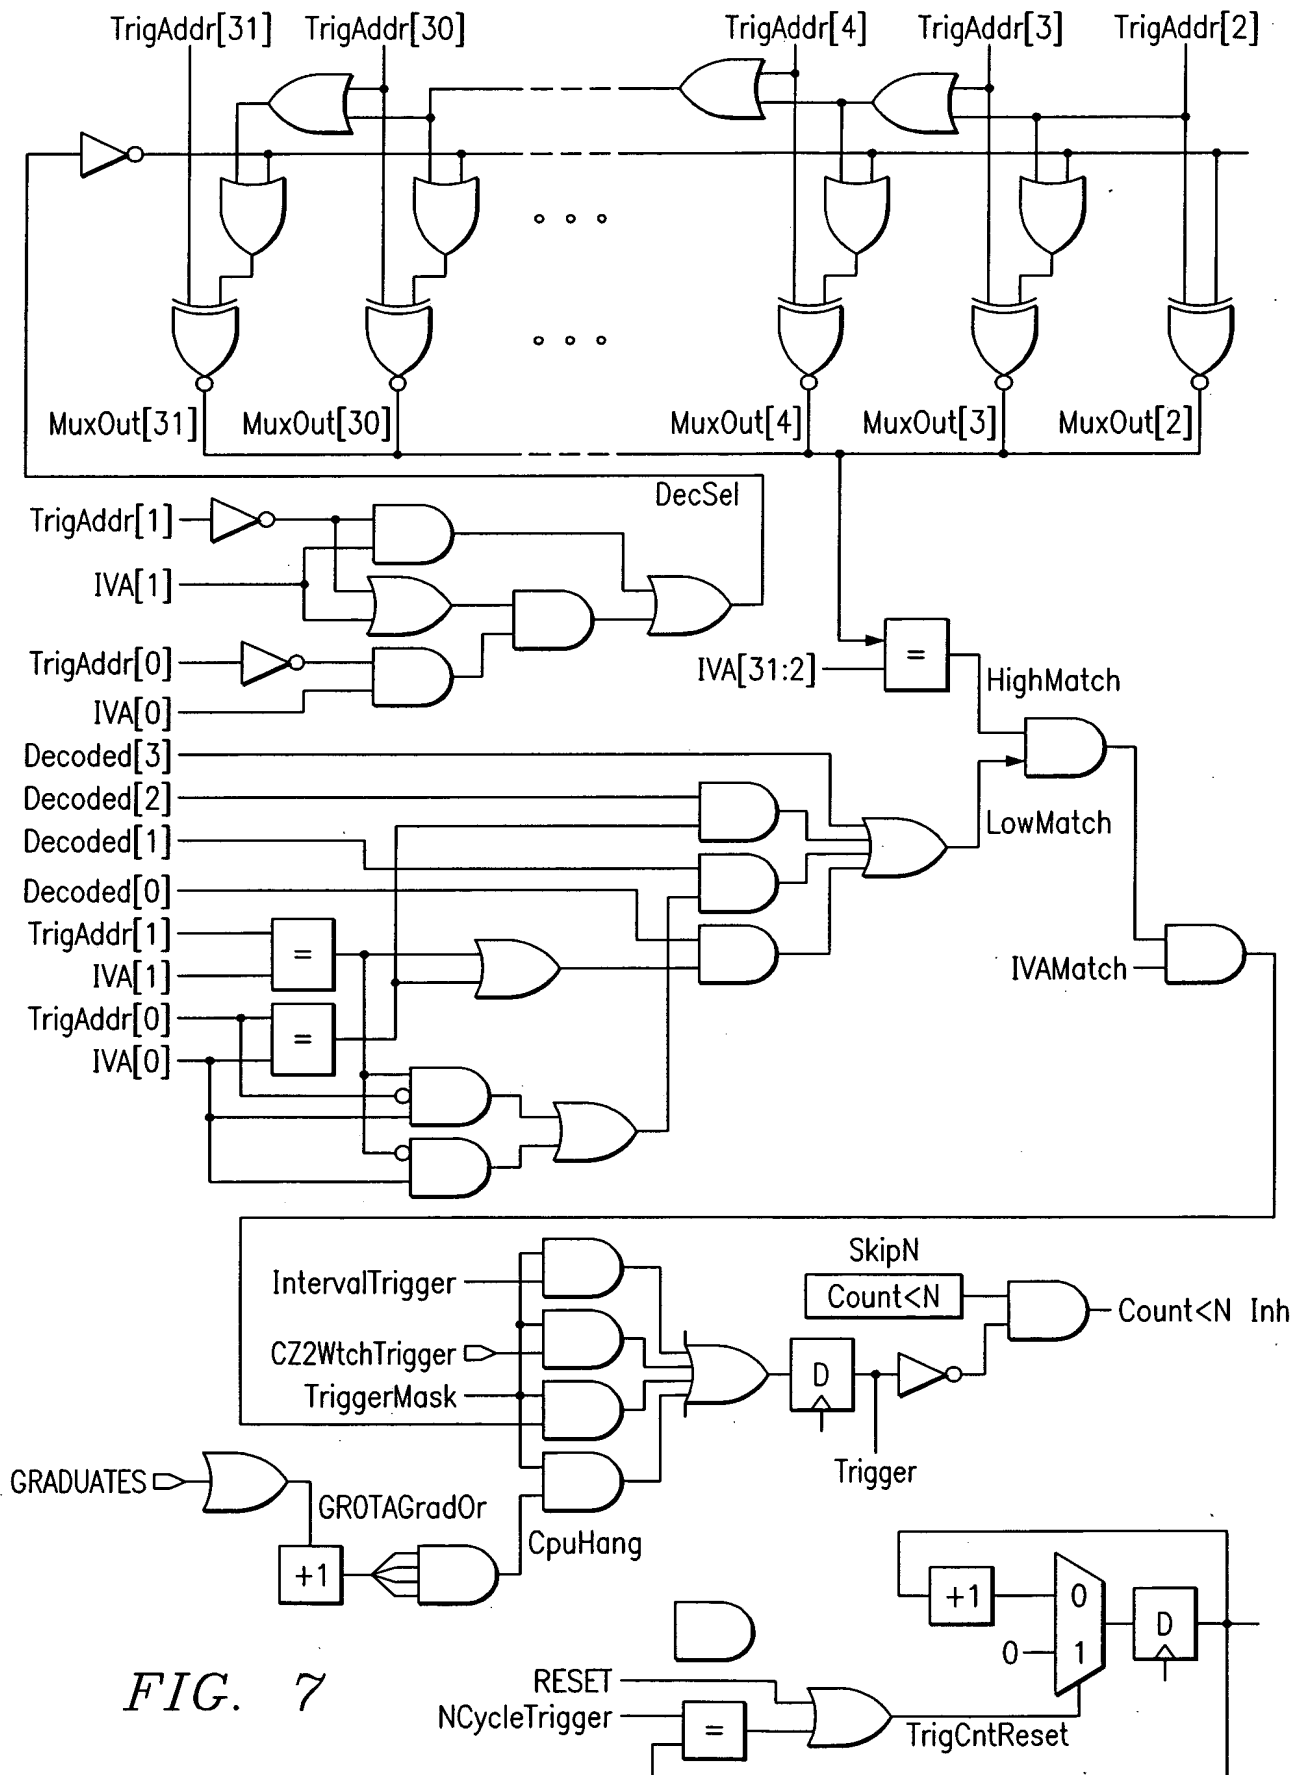 TrigAddr[31] TrigAddr[30] TrigAddr[4] TrigAddr[3] TrigAddr[2]
MuxOut[31] MuxOut[30] MuxOut[4] MuxOut[3] MuxOut[2]
DecSel
TrigAddr[1]
IVA[1]
TrigAddr[0]
IVA[0]
=
IVA[31:2]
HighMatch
Decoded[3]
Decoded[2]
Decoded[1]
LowMatch
Decoded[0]
TrigAddr[1]
=
IVA[1]
IVAMatch
TrigAddr[0]
=
IVA[0]
SkipN
IntervalTrigger
Count<N
Count<N Inh
CZ2WtchTrigger
TriggerMask
D
Trigger
GRADUATES
GROTAGradOr
CpuHang
+1
+1
0
D
0
1
FIG. 7
RESET
NCycleTrigger
=
TrigCntReset